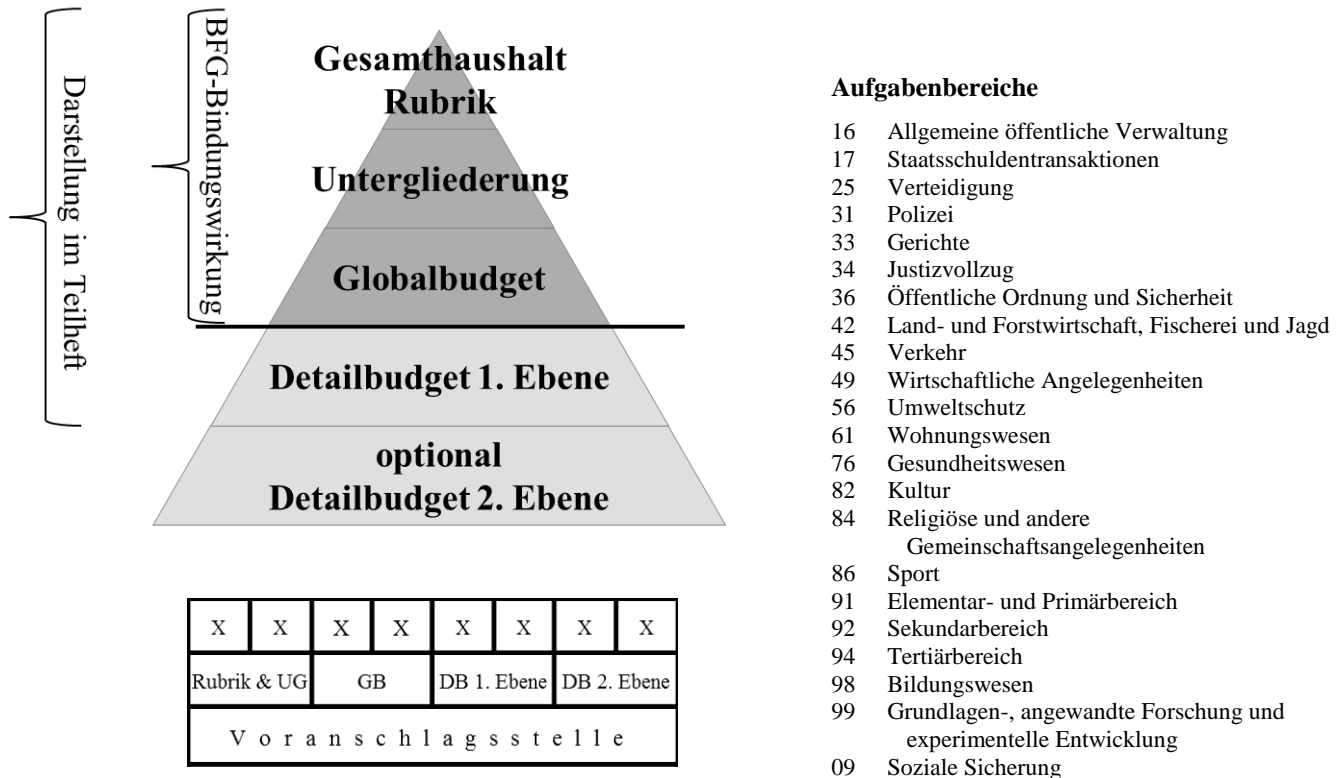 Darstellung im Teilheft
BFG-Bindungswirkung
Gesamthaushalt
Rubrik
Untergliederung
Globalbudget
Detailbudget 1. Ebene
optional
Detailbudget 2. Ebene
X X X X X X X X
Rubrik & UG GB DB 1. Ebene DB 2. Ebene
Voranschlagsstelle
Aufgabenbereiche
16 Allgemeine öffentliche Verwaltung
17 Staatsschuldentransaktionen
25 Verteidigung
31 Polizei
33 Gerichte
34 Justizvollzug
36 Öffentliche Ordnung und Sicherheit
42 Land- und Forstwirtschaft, Fischerei und Jagd
45 Verkehr
49 Wirtschaftliche Angelegenheiten
56 Umweltschutz
61 Wohnungswesen
76 Gesundheitswesen
82 Kultur
84 Religiöse und andere
Gemeinschaftsangelegenheiten
86 Sport
91 Elementar- und Primärbereich
92 Sekundarbereich
94 Tertiärbereich
98 Bildungswesen
99 Grundlagen-, angewandte Forschung und
experimentelle Entwicklung
09 Soziale Sicherung